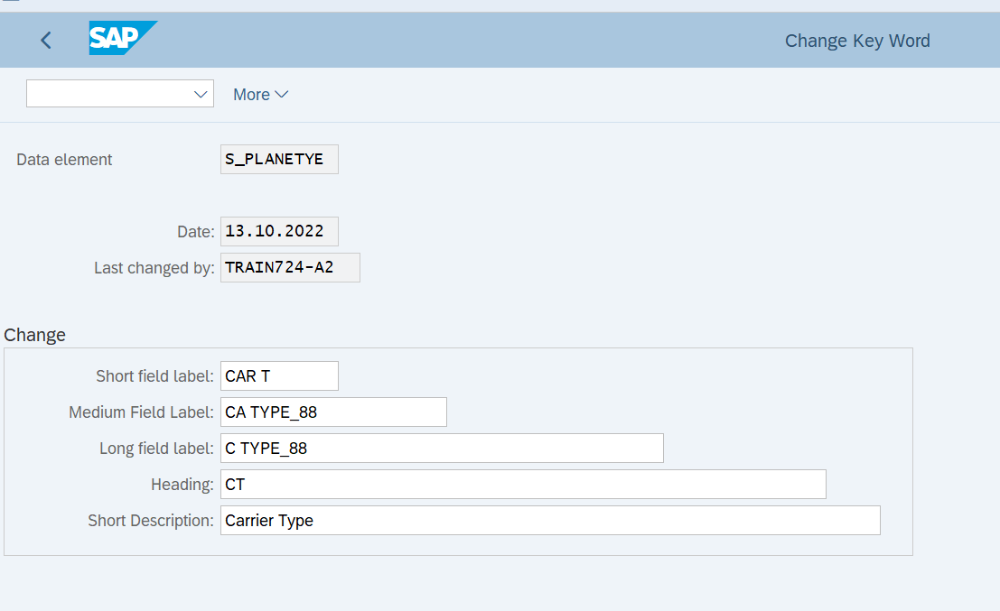 SAP
Change Key Word
More
Data element S_PLANETYE
Date: 13.10.2022
Last changed by: TRAIN724-A2
Change
Short field label: CAR T
Medium Field Label: CA TYPE_88
Long field label: C TYPE_88
Heading: CT
Short Description: Carrier Type